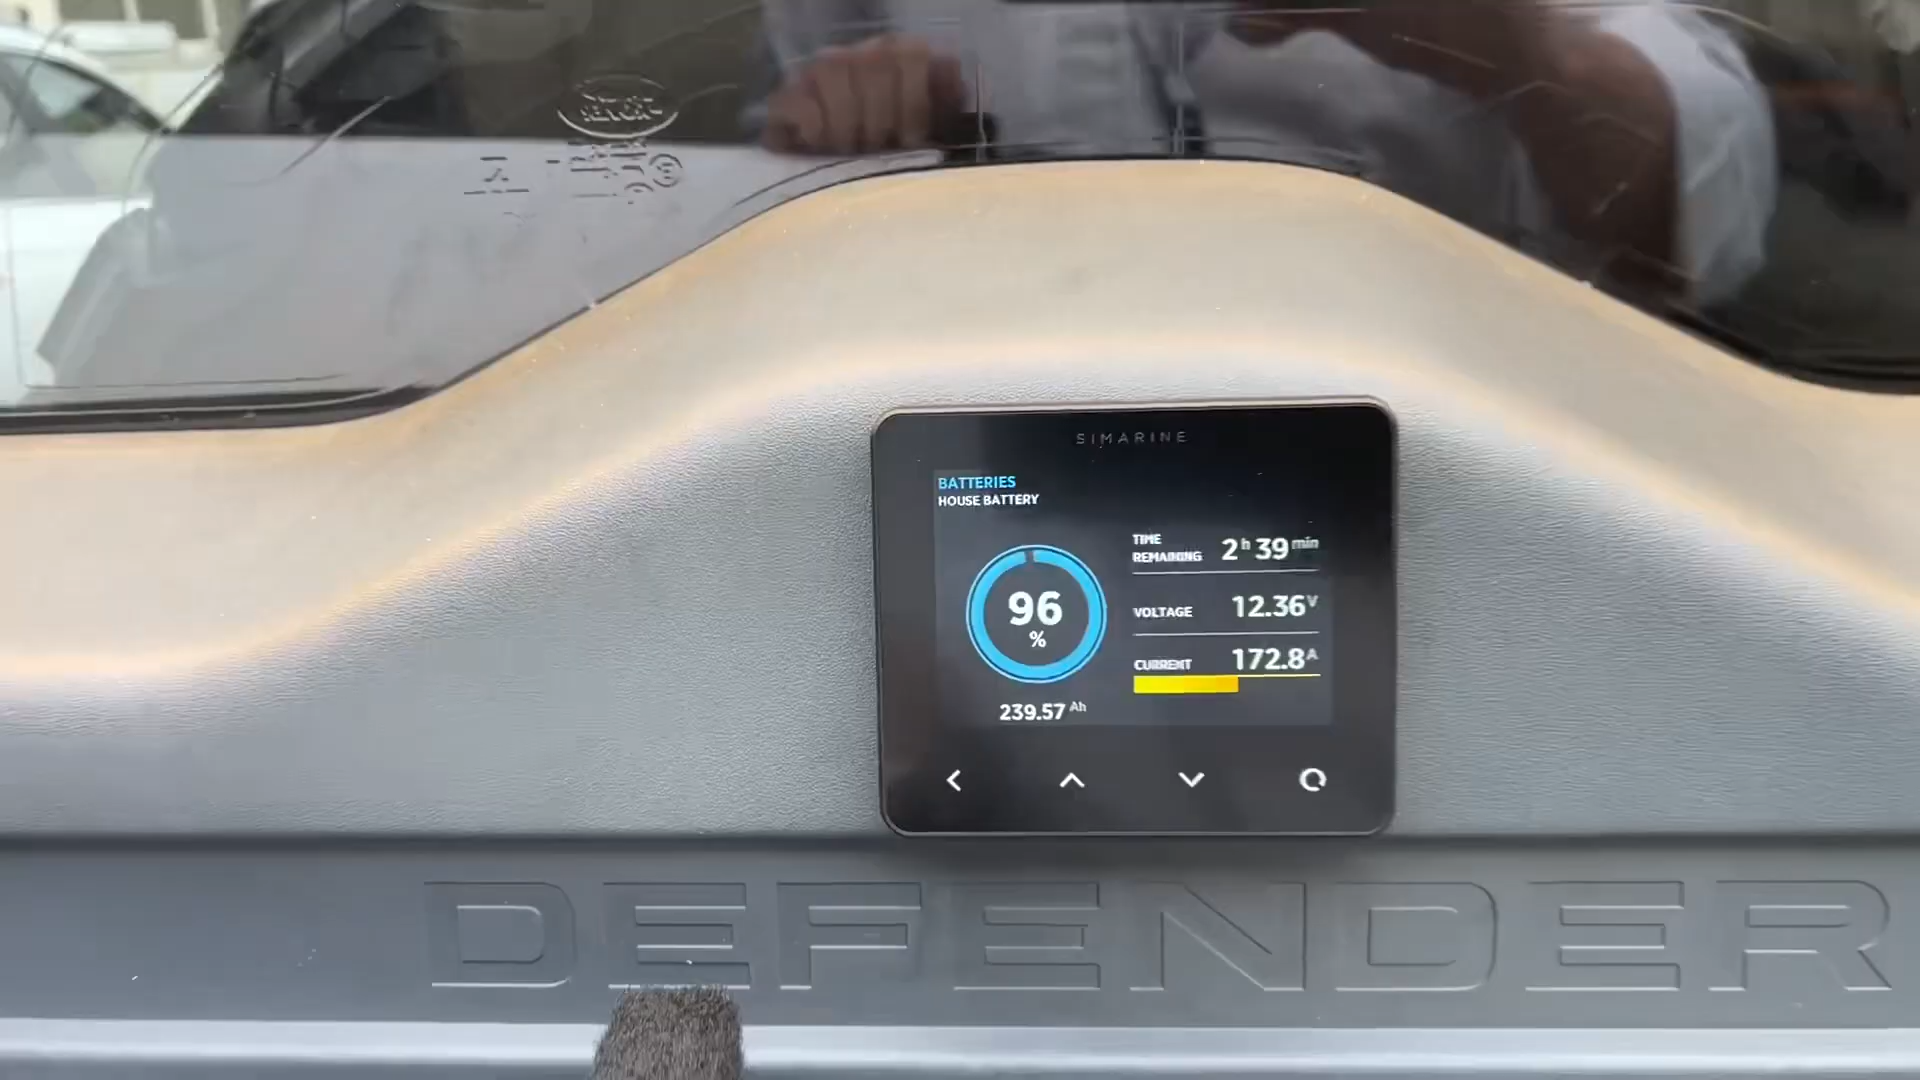 SIMARINE
BATTERIES
HOUSE BATTERY
TIME
REMAINING 2 h 39 min
96
%
VOLTAGE 12.36 V
CURRENT 172.8 A
239.57 Ah
DEFENDER